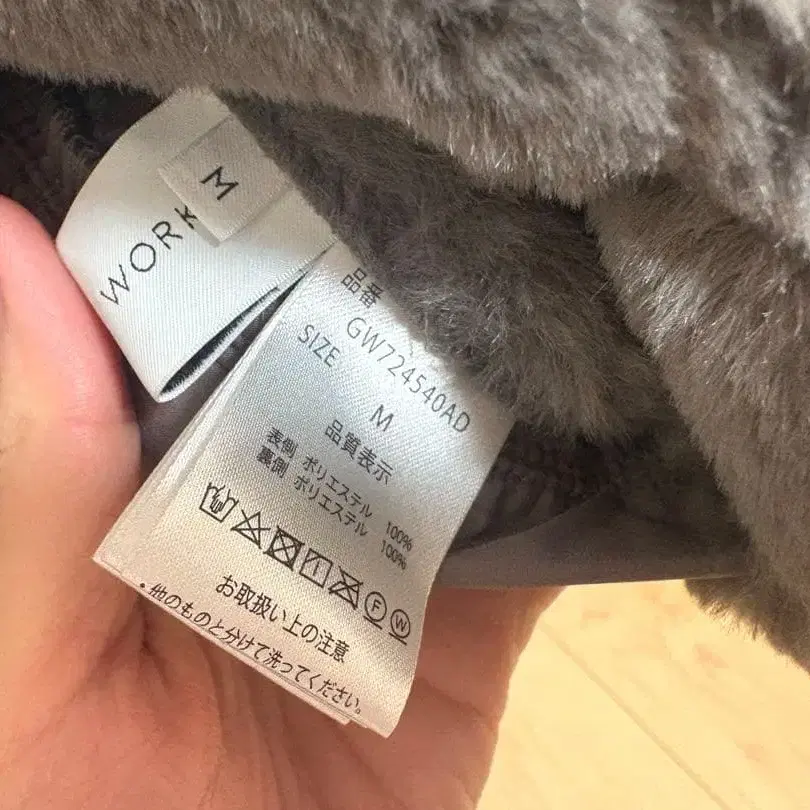 M
WORK
品番
GW724540AD
SIZE
M
品質表示
表側 ポリエステル 100%
裏側 ポリエステル 100%
F W
お取扱い上の注意
・他のものと分けて洗ってください。